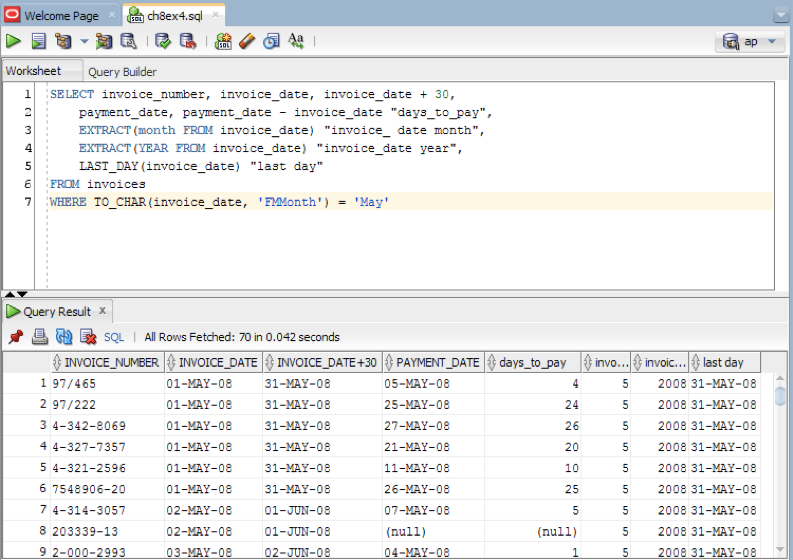 Welcome Page ch8ex4.sql
SQL Aa ap
Worksheet Query Builder
1 SELECT invoice_number, invoice_date, invoice_date + 30,
2 payment_date, payment_date - invoice_date "days_to_pay",
3 EXTRACT(month FROM invoice_date) "invoice_ date month",
4 EXTRACT(YEAR FROM invoice_date) "invoice_date year",
5 LAST_DAY(invoice_date) "last day"
6 FROM invoices
7 WHERE TO_CHAR(invoice_date, 'FMMonth') = 'May'
Query Result x
SQL | All Rows Fetched: 70 in 0.042 seconds
INVOICE_NUMBER INVOICE_DATE INVOICE_DATE+30 PAYMENT_DATE days_to_pay invo... invoic... last day
1 97/465 01-MAY-08 31-MAY-08 05-MAY-08 4 5 2008 31-MAY-08
2 97/222 01-MAY-08 31-MAY-08 25-MAY-08 24 5 2008 31-MAY-08
3 4-342-8069 01-MAY-08 31-MAY-08 27-MAY-08 26 5 2008 31-MAY-08
4 4-327-7357 01-MAY-08 31-MAY-08 21-MAY-08 20 5 2008 31-MAY-08
5 4-321-2596 01-MAY-08 31-MAY-08 11-MAY-08 10 5 2008 31-MAY-08
6 7548906-20 01-MAY-08 31-MAY-08 26-MAY-08 25 5 2008 31-MAY-08
7 4-314-3057 02-MAY-08 01-JUN-08 07-MAY-08 5 5 2008 31-MAY-08
8 203339-13 02-MAY-08 01-JUN-08 (null) (null) 5 2008 31-MAY-08
9 2-000-2993 03-MAY-08 02-JUN-08 04-MAY-08 1 5 2008 31-MAY-08